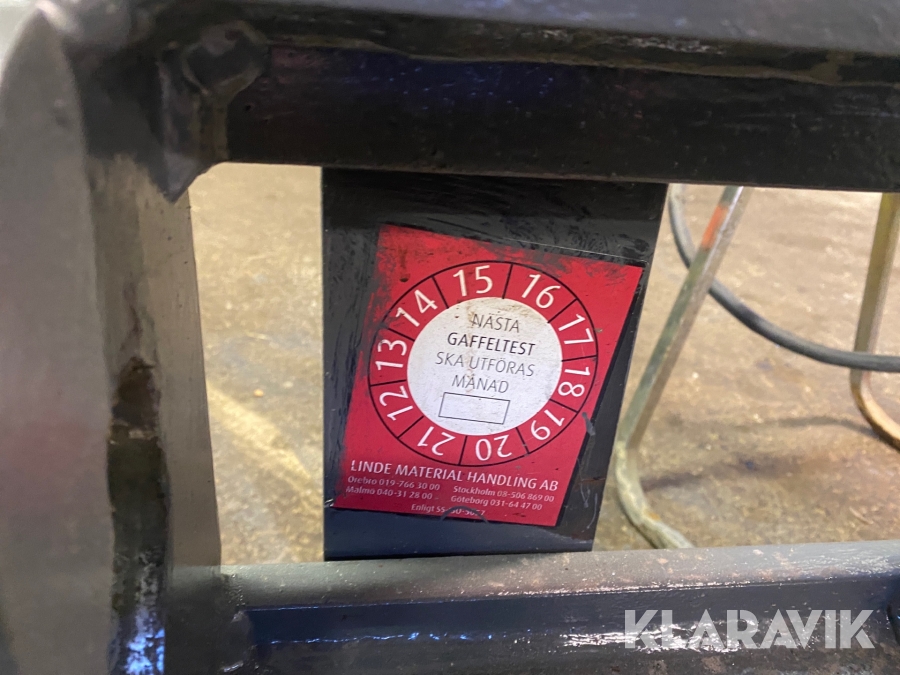 15
16
17
18
19
20
21
12
13
14
NÄSTA
GAFFELTEST
SKA UTFÖRAS
MÅNAD
LINDE MATERIAL HANDLING AB
Örebro 019-766 30 00 Stockholm 08-506 869 00
Malmö 040-31 28 00 Göteborg 031-64 47 00
Enligt SS-
KLARAVIK